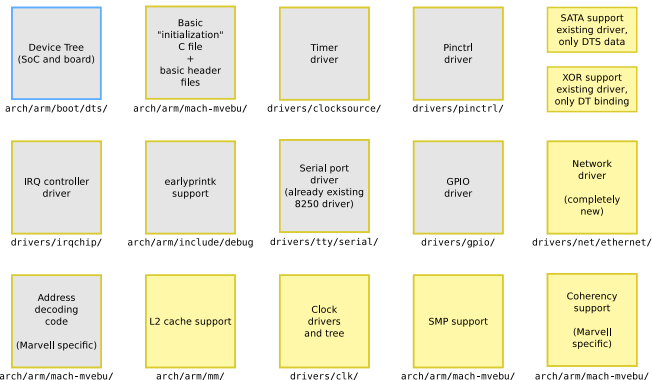 Device Tree
(SoC and board)
arch/arm/boot/dts/
Basic
"initialization"
C file
+
basic header
files
arch/arm/mach-mvebu/
Timer
driver
drivers/clocksource/
Pinctrl
driver
drivers/pinctrl/
SATA support
existing driver,
only DTS data
XOR support
existing driver,
only DT binding
IRQ controller
driver
drivers/irqchip/
earlyprintk
support
arch/arm/include/debug
Serial port
driver
(already existing
8250 driver)
drivers/tty/serial/
GPIO
driver
drivers/gpio/
Network
driver
(completely
new)
drivers/net/ethernet/
Address
decoding
code
(Marvell specific)
arch/arm/mach-mvebu/
L2 cache support
arch/arm/mm/
Clock
drivers
and tree
drivers/clk/
SMP support
arch/arm/mach-mvebu/
Coherency
support
(Marvell
specific)
arch/arm/mach-mvebu/